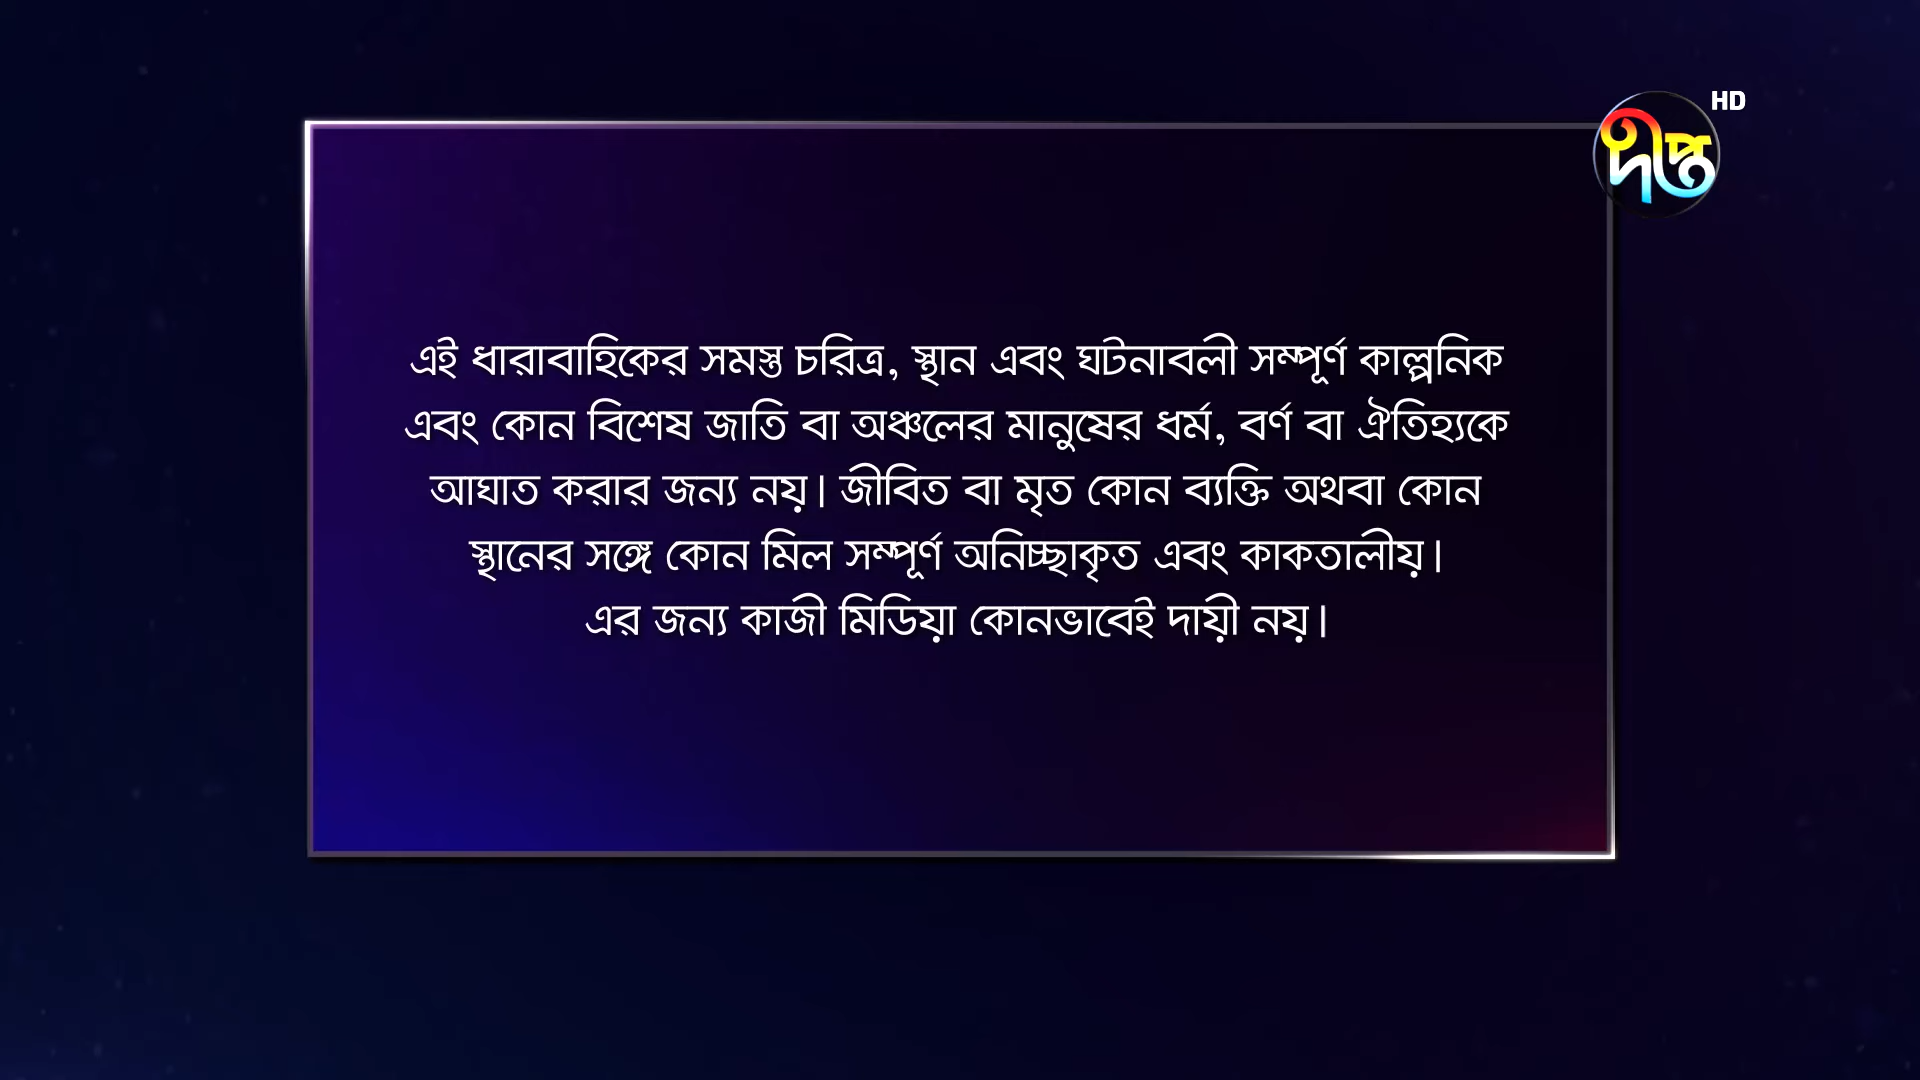 HD
দীপ্ত
এই ধারাবাহিকের সমস্ত চরিত্র, স্থান এবং ঘটনাবলী সম্পূর্ণ কাল্পনিক
এবং কোন বিশেষ জাতি বা অঞ্চলের মানুষের ধর্ম, বর্ণ বা ঐতিহ্যকে
আঘাত করার জন্য নয়। জীবিত বা মৃত কোন ব্যক্তি অথবা কোন
স্থানের সঙ্গে কোন মিল সম্পূর্ণ অনিচ্ছাকৃত এবং কাকতালীয়।
এর জন্য কাজী মিডিয়া কোনভাবেই দায়ী নয়।